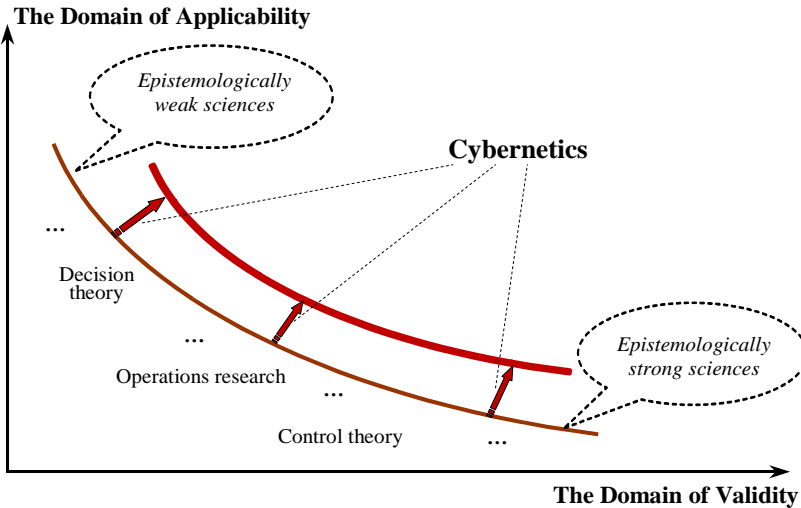 The Domain of Applicability
Epistemologically
weak sciences
Cybernetics
...
Decision
theory
...
Operations research
Epistemologically
strong sciences
...
Control theory
...
The Domain of Validity